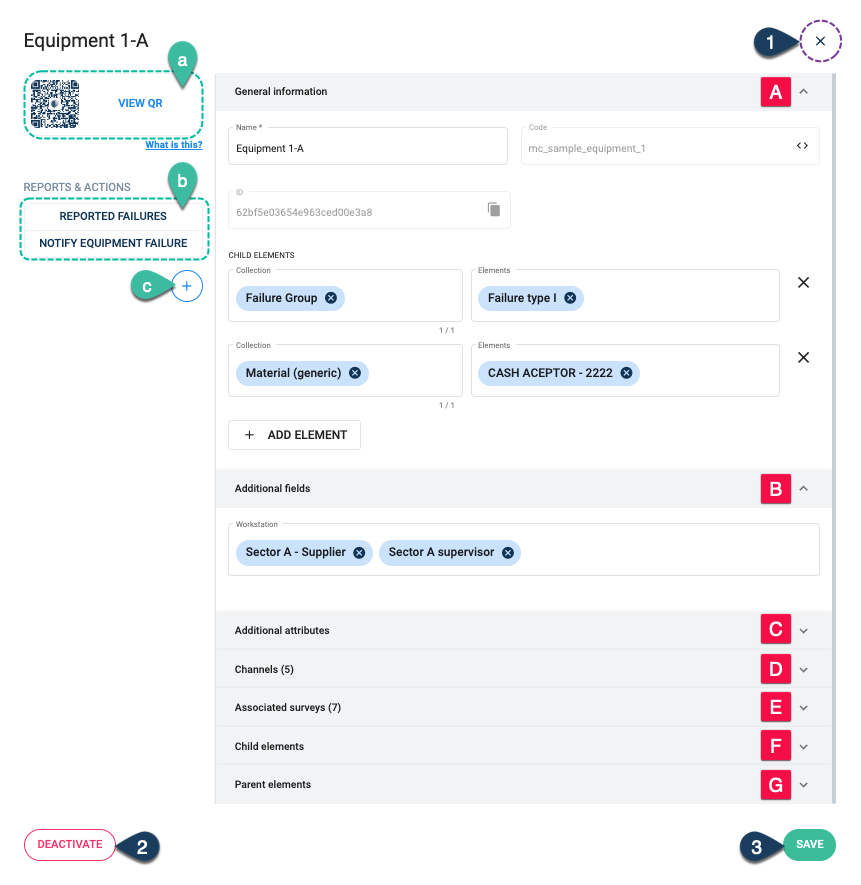 Equipment 1-A
1
a
VIEW QR
What is this?
REPORTS & ACTIONS
b
REPORTED FAILURES
NOTIFY EQUIPMENT FAILURE
c
General information
A
Name *
Equipment 1-A
Code
mc_sample_equipment_1
ID
62bf5e03654e963ced00e3a8
CHILD ELEMENTS
Collection
Failure Group
1 / 1
Elements
Failure type I
Collection
Material (generic)
1 / 1
Elements
CASH ACEPTOR - 2222
ADD ELEMENT
Additional fields
B
Workstation
Sector A - Supplier
Sector A supervisor
Additional attributes
C
Channels (5)
D
Associated surveys (7)
E
Child elements
F
Parent elements
G
DEACTIVATE
2
3
SAVE